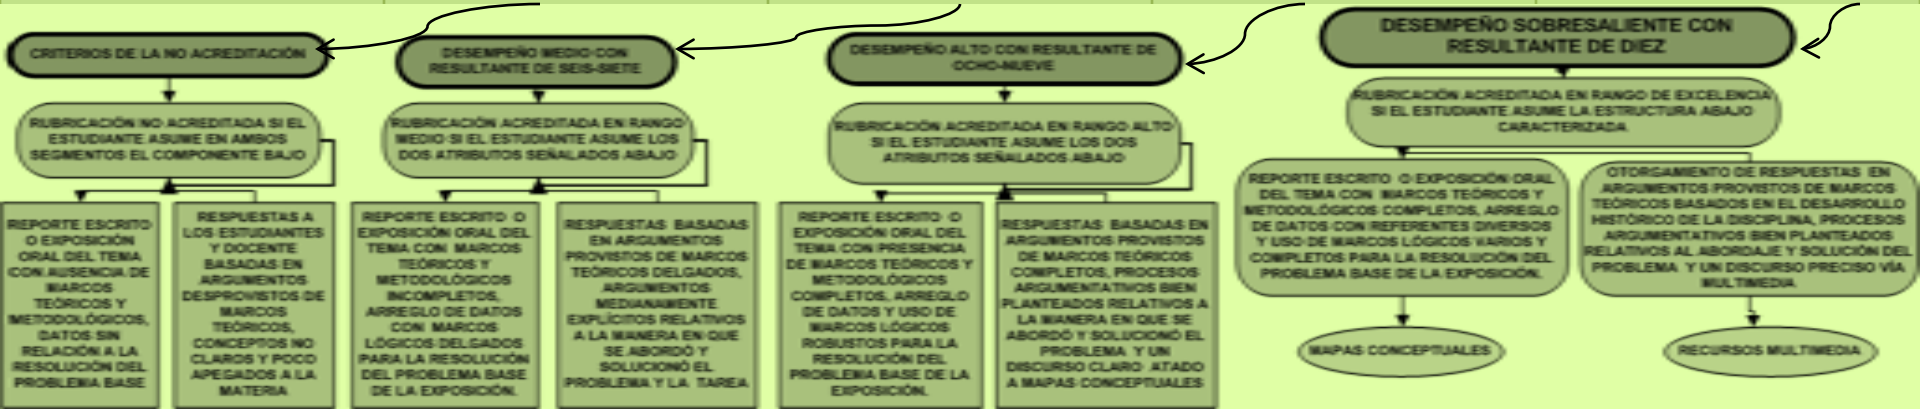 CRITERIOS DE LA NO ACREDITACIÓN
RUBRICACIÓN NO ACREDITADA SI EL
ESTUDIANTE ASUME EN AMBOS
SEGMENTOS EL COMPONENTE BAJO
REPORTE ESCRITO
O EXPOSICIÓN
ORAL DEL TEMA
CON AUSENCIA DE
MARCOS
TEÓRICOS Y
METODOLÓGICOS,
DATOS SIN
RELACIÓN A LA
RESOLUCIÓN DEL
PROBLEMA BASE
RESPUESTAS A
LOS ESTUDIANTES
Y DOCENTE
BASADAS EN
ARGUMENTOS
DESPROVISTOS DE
MARCOS
TEÓRICOS,
CONCEPTOS NO
CLAROS Y POCO
APEGADOS A LA
MATERIA
DESEMPEÑO MEDIO CON
RESULTANTE DE SEIS-SIETE
RUBRICACIÓN ACREDITADA EN RANGO
MEDIO SI EL ESTUDIANTE ASUME LOS
DOS ATRIBUTOS SEÑALADOS ABAJO
REPORTE ESCRITO O
EXPOSICIÓN ORAL DEL
TEMA CON MARCOS
TEÓRICOS Y
METODOLÓGICOS
INCOMPLETOS,
ARREGLO DE DATOS
CON MARCOS
LÓGICOS DELGADOS
PARA LA RESOLUCIÓN
DEL PROBLEMA BASE
DE LA EXPOSICIÓN.
RESPUESTAS BASADAS
EN ARGUMENTOS
PROVISTOS DE MARCOS
TEÓRICOS DELGADOS,
ARGUMENTOS
MEDIANAMENTE
EXPLÍCITOS RELATIVOS
A LA MANERA EN QUE
SE ABORDÓ Y
SOLUCIONÓ EL
PROBLEMA Y LA TAREA
DESEMPEÑO ALTO CON RESULTANTE DE
OCHO-NUEVE
RUBRICACIÓN ACREDITADA EN RANGO ALTO
SI EL ESTUDIANTE ASUME LOS DOS
ATRIBUTOS SEÑALADOS ABAJO
REPORTE ESCRITO O
EXPOSICIÓN ORAL DEL
TEMA CON PRESENCIA
DE MARCOS TEÓRICOS Y
METODOLÓGICOS
COMPLETOS, ARREGLO
DE DATOS Y USO DE
MARCOS LÓGICOS
ROBUSTOS PARA LA
RESOLUCIÓN DEL
PROBLEMA BASE DE LA
EXPOSICIÓN.
RESPUESTAS BASADAS EN
ARGUMENTOS PROVISTOS
DE MARCOS TEÓRICOS
COMPLETOS, PROCESOS
ARGUMENTATIVOS BIEN
PLANTEADOS RELATIVOS A
LA MANERA EN QUE SE
ABORDÓ Y SOLUCIONÓ EL
PROBLEMA Y UN
DISCURSO CLARO ATADO
A MAPAS CONCEPTUALES
DESEMPEÑO SOBRESALIENTE CON
RESULTANTE DE DIEZ
RUBRICACIÓN ACREDITADA EN RANGO DE EXCELENCIA
SI EL ESTUDIANTE ASUME LA ESTRUCTURA ABAJO
CARACTERIZADA
REPORTE ESCRITO O EXPOSICIÓN ORAL
DEL TEMA CON MARCOS TEÓRICOS Y
METODOLÓGICOS COMPLETOS, ARREGLO
DE DATOS CON REFERENTES DIVERSOS
Y USO DE MARCOS LÓGICOS VARIOS Y
COMPLETOS PARA LA RESOLUCIÓN DEL
PROBLEMA BASE DE LA EXPOSICIÓN.
OTORGAMIENTO DE RESPUESTAS EN
ARGUMENTOS PROVISTOS DE MARCOS
TEÓRICOS BASADOS EN EL DESARROLLO
HISTÓRICO DE LA DISCIPLINA, PROCESOS
ARGUMENTATIVOS BIEN PLANTEADOS
RELATIVOS AL ABORDAJE Y SOLUCIÓN DEL
PROBLEMA Y UN DISCURSO PRECISO VÍA
MULTIMEDIA
MAPAS CONCEPTUALES
RECURSOS MULTIMEDIA